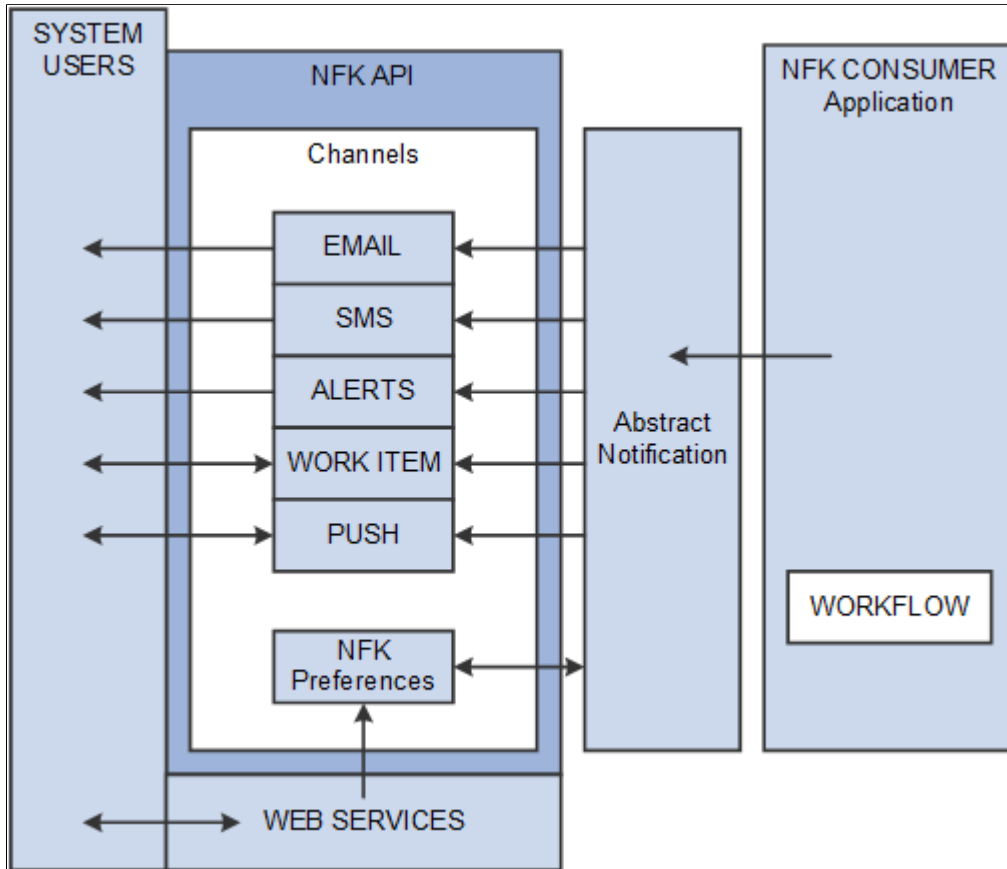 SYSTEM
USERS
NFK API
Channels
EMAIL
SMS
ALERTS
WORK ITEM
PUSH
NFK
Preferences
WEB SERVICES
Abstract
Notification
NFK CONSUMER
Application
WORKFLOW